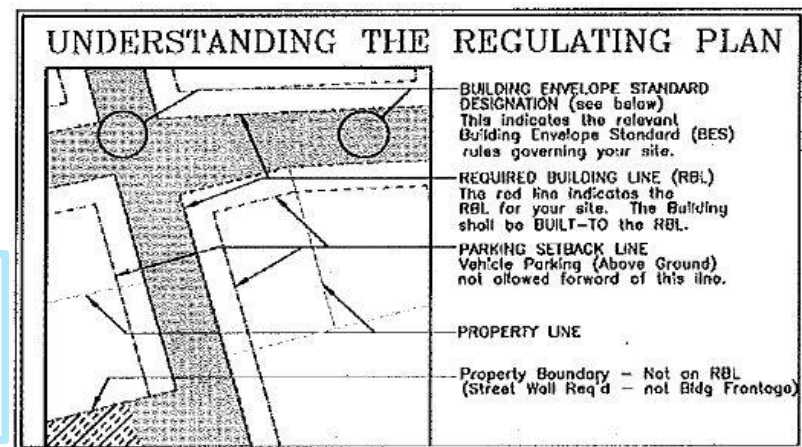 UNDERSTANDING THE REGULATING PLAN
BUILDING ENVELOPE STANDARD
DESIGNATION (see below)
This indicates the relevant
Building Envelope Standard (BES)
rules governing your site.
REQUIRED BUILDING LINE (RBL)
The red line indicates the
RBL for your site. The Building
shall be BUILT-TO the RBL.
PARKING SETBACK LINE
Vehicle Parking (Above Ground)
not allowed forward of this line.
PROPERTY LINE
Property Boundary - Not an RBL
(Street Wall Req'd - not Bldg Frontage)